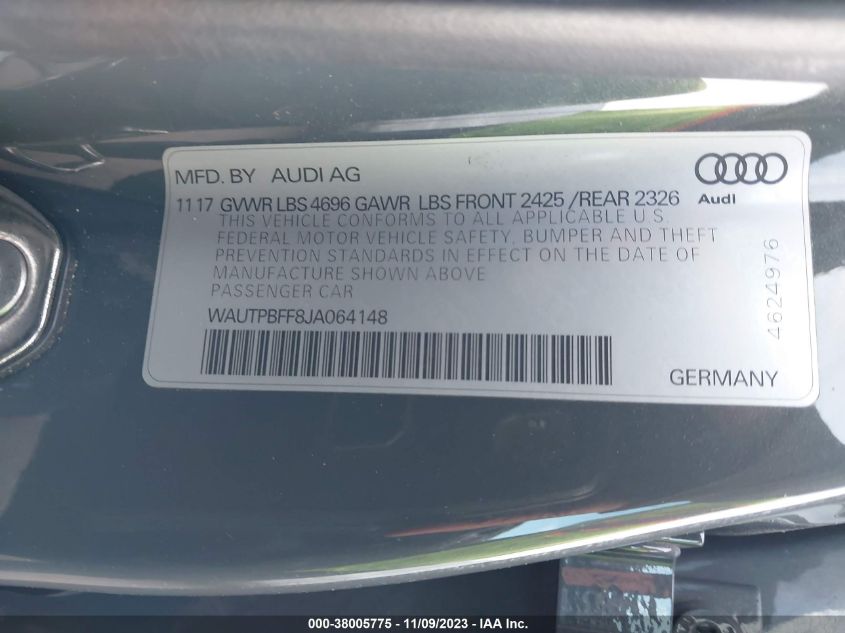 MFD. BY AUDI AG
11 17 GVWR LBS 4696 GAWR LBS FRONT 2425 /REAR 2326
Audi
THIS VEHICLE CONFORMS TO ALL APPLICABLE U.S.
FEDERAL MOTOR VEHICLE SAFETY, BUMPER AND THEFT
PREVENTION STANDARDS IN EFFECT ON THE DATE OF
MANUFACTURE SHOWN ABOVE
PASSENGER CAR
WAUTPBFF8JA064148
4624976
GERMANY
000-38005775 - 11/09/2023 - IAA Inc.